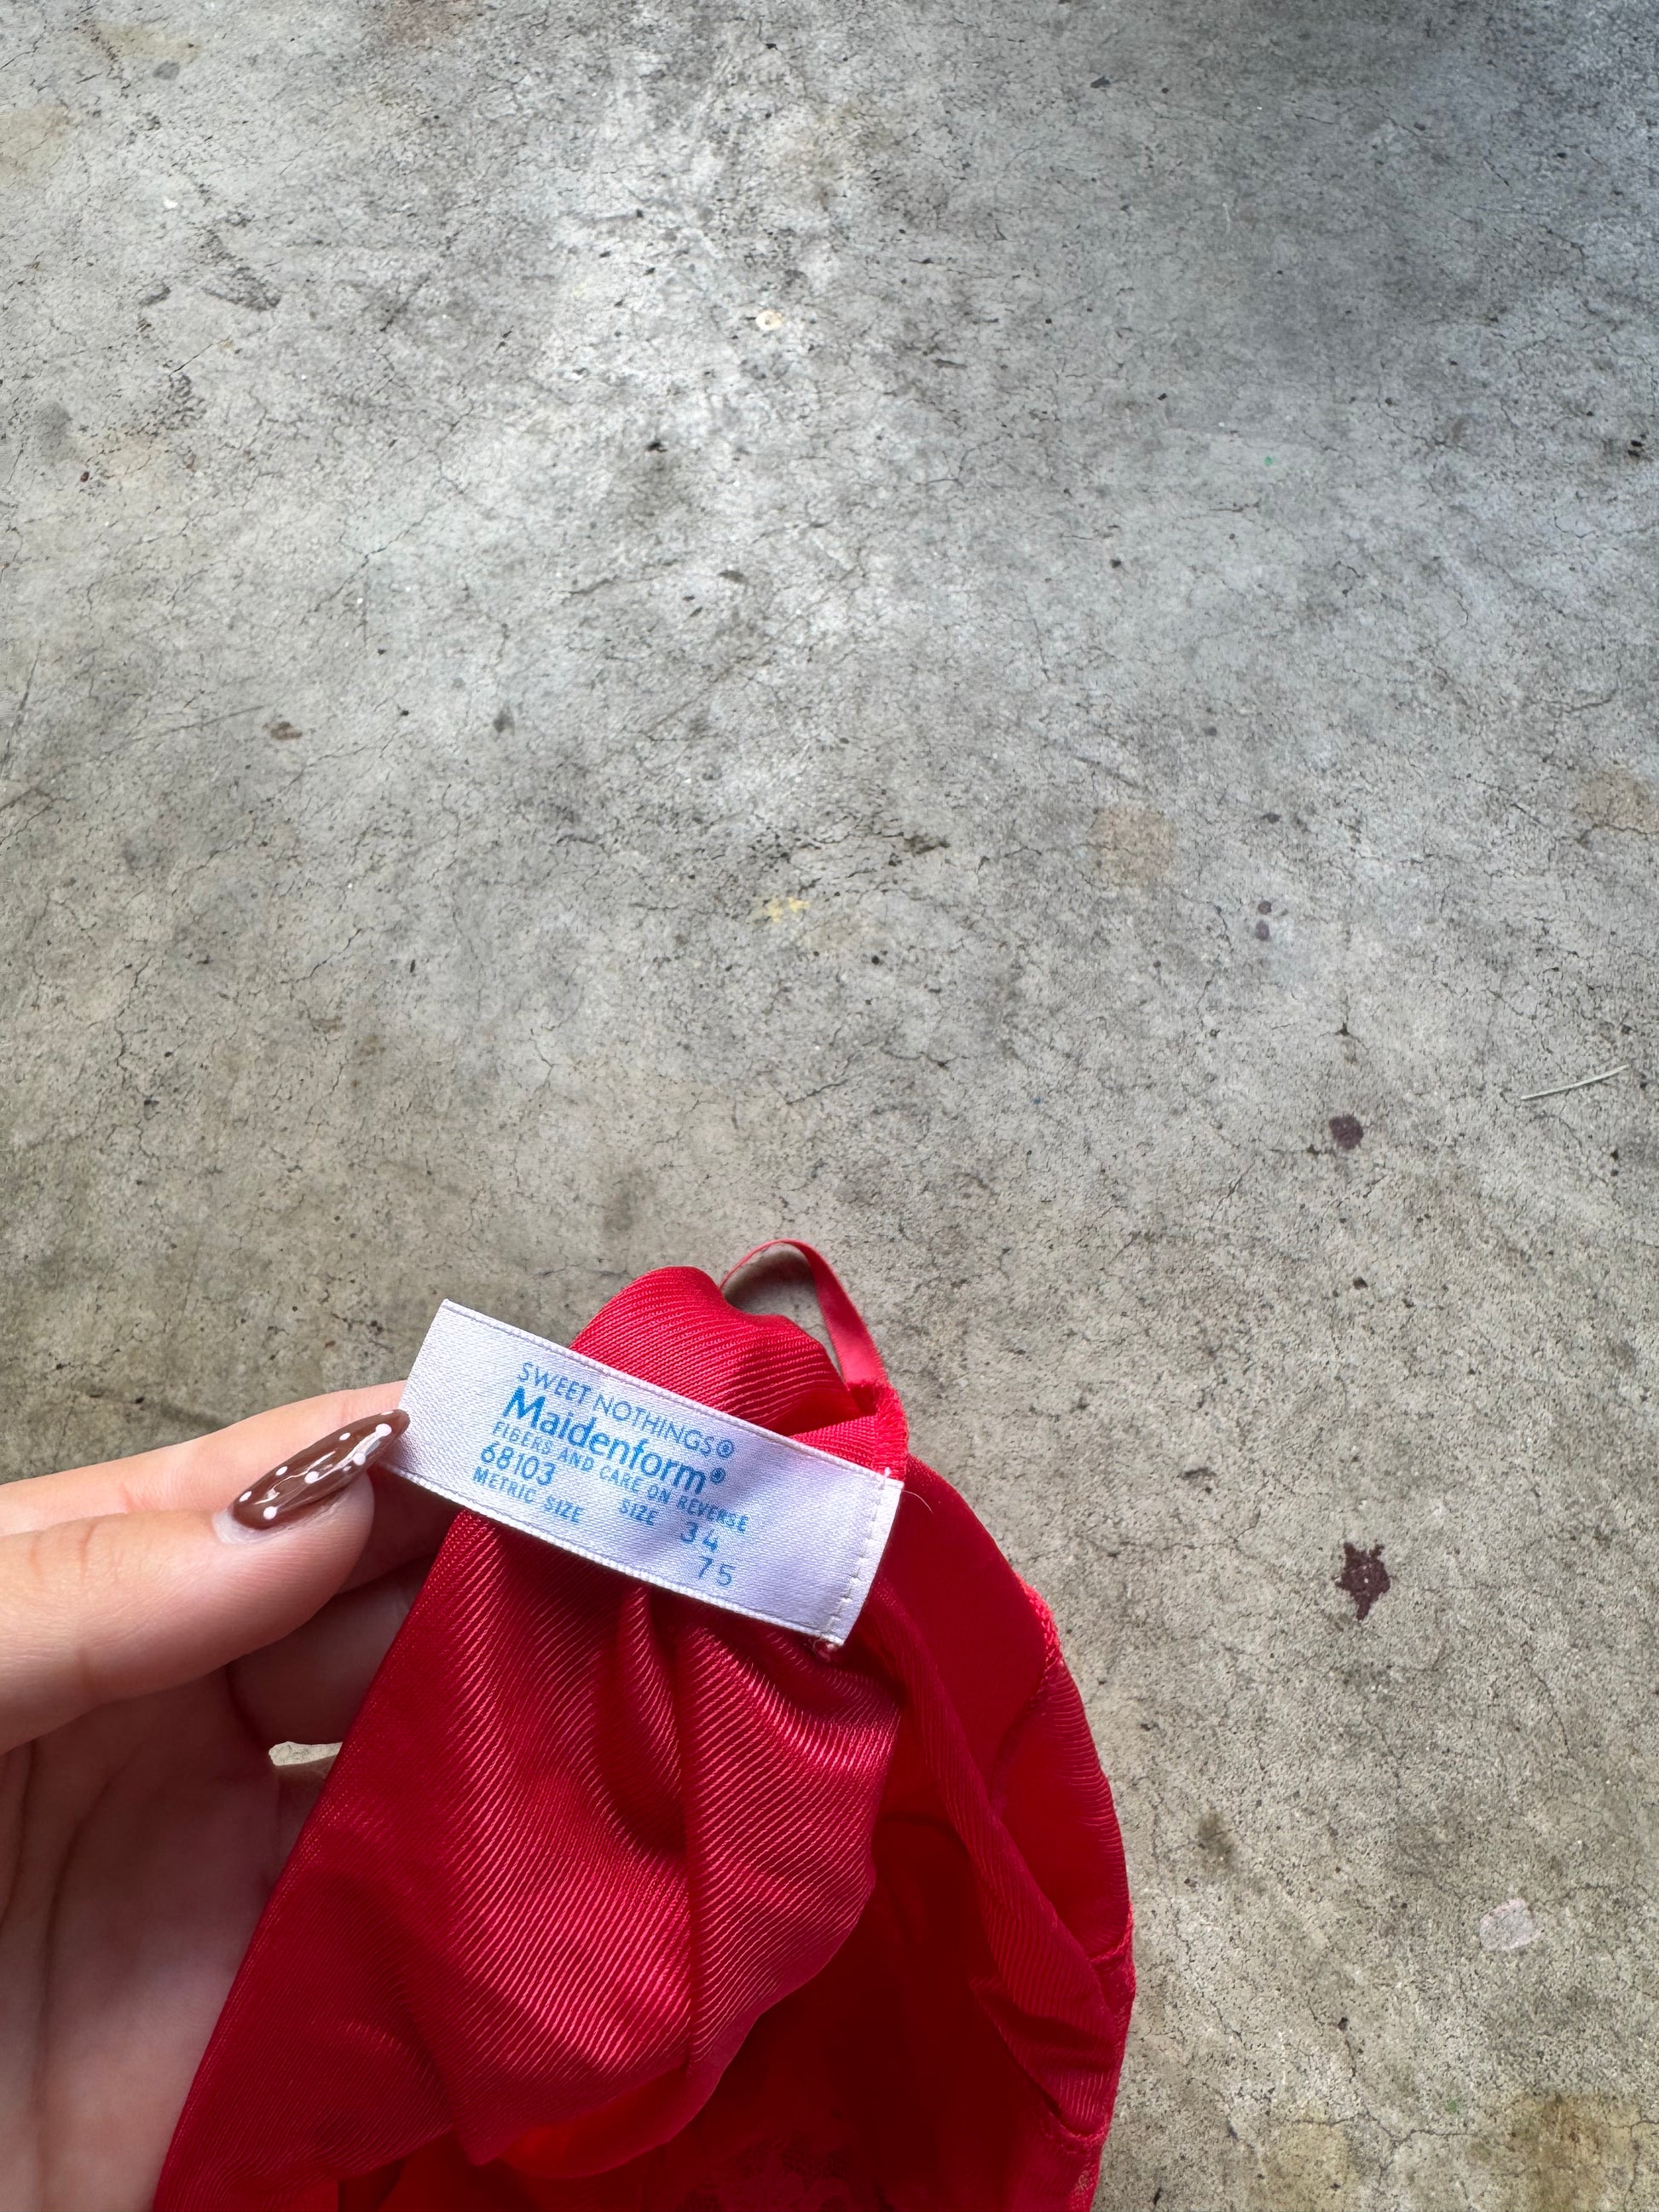 SWEET NOTHINGS®
Maidenform®
FIBERS AND CARE ON REVERSE
68103 SIZE 34
METRIC SIZE 75